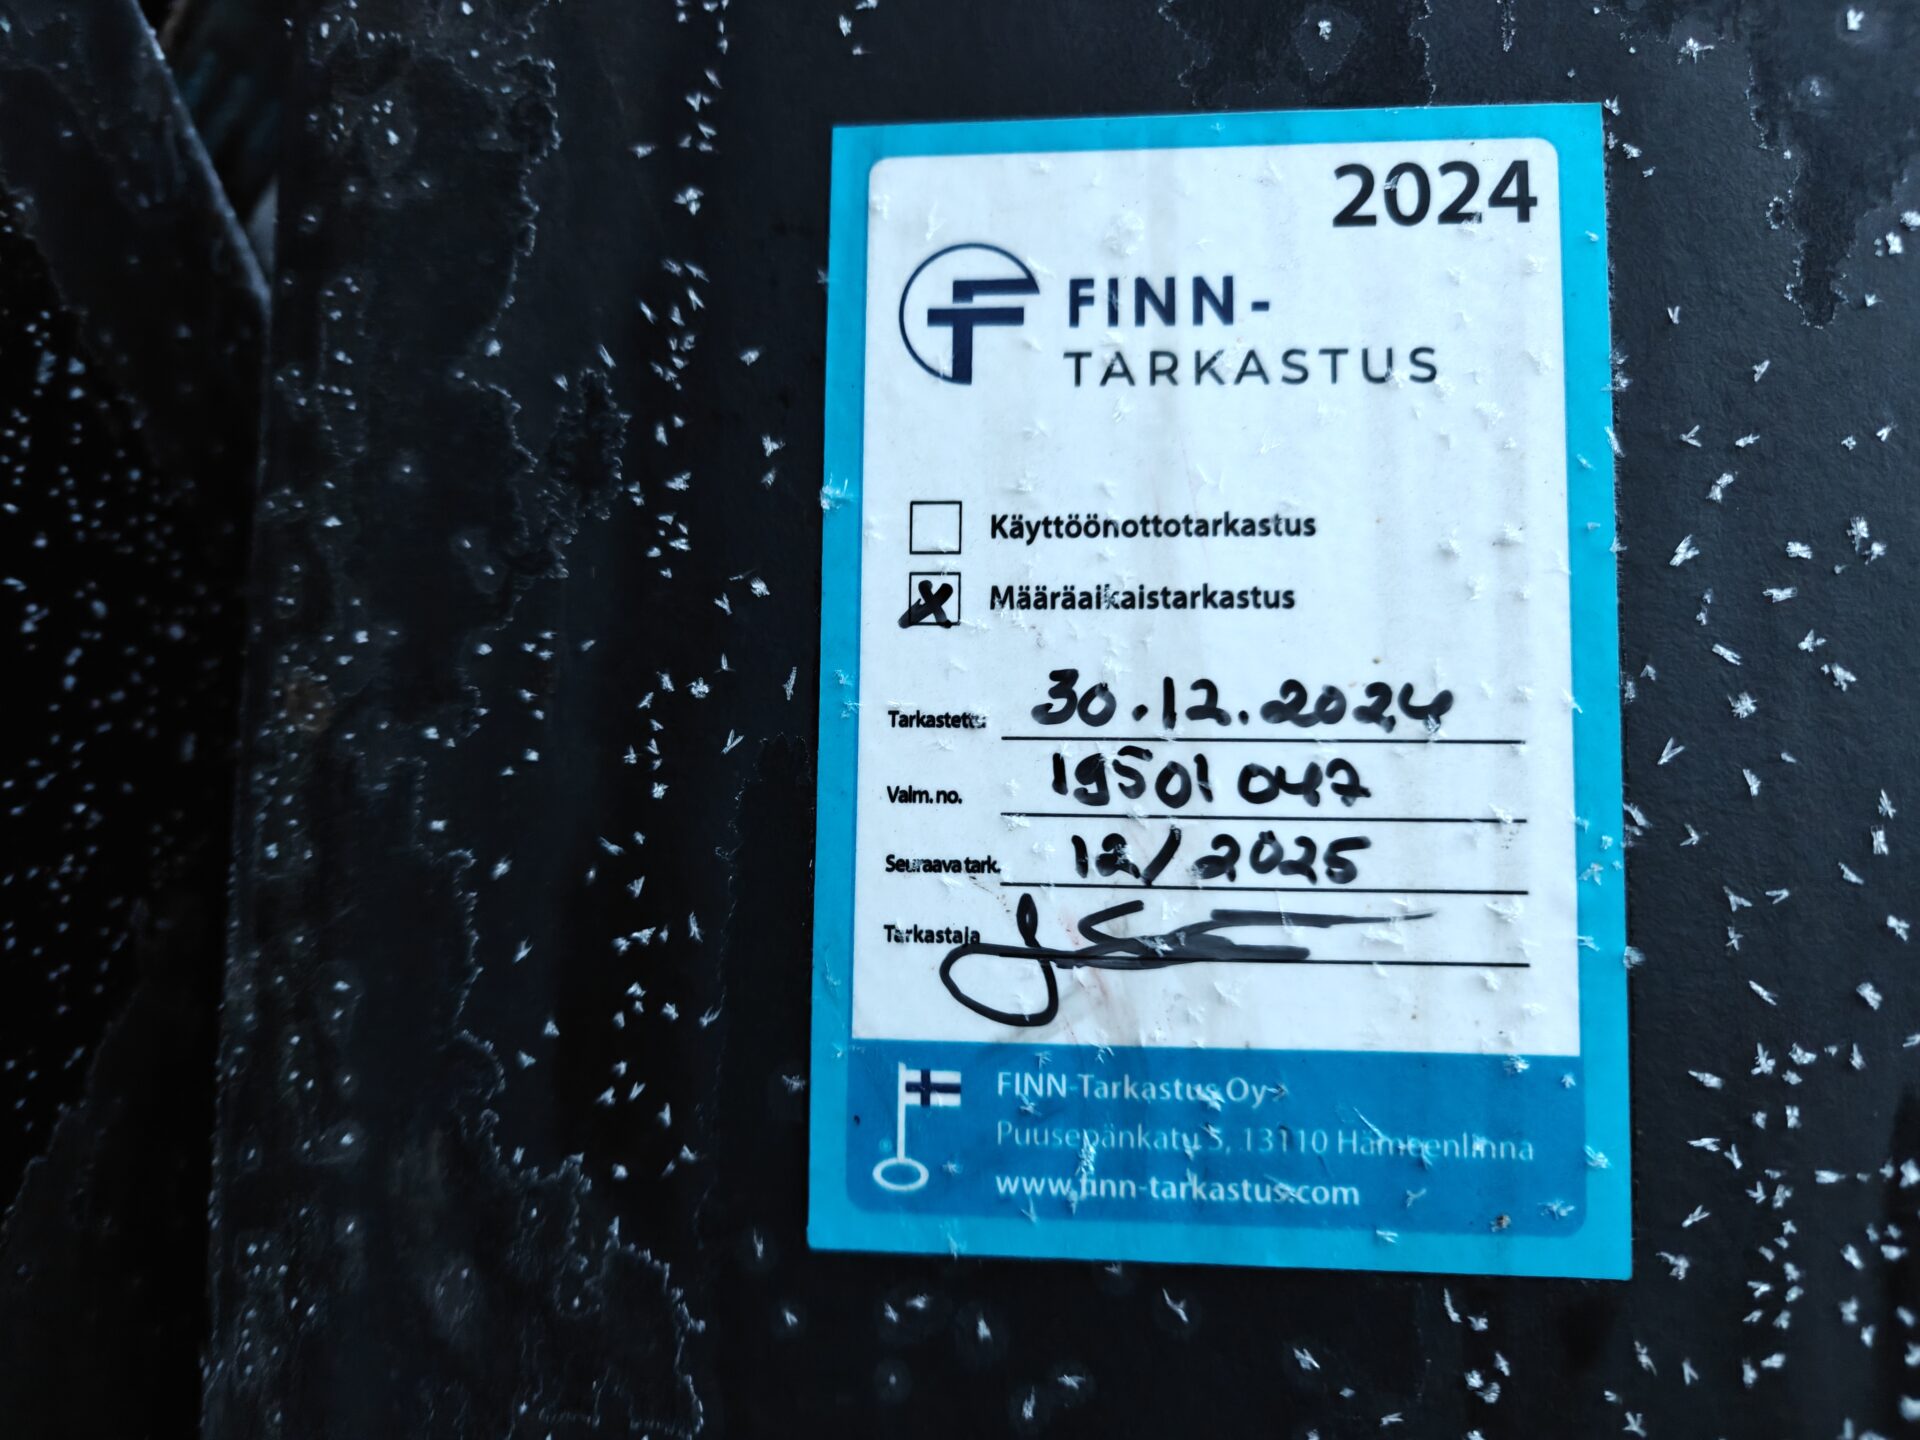 2024
FINN-
TARKASTUS
Käyttöönottotarkastus
x Määräaikaistarkastus
Tarkastettu 30.12.2024
Valm. no. 19501047
Seuraava tark. 12/2025
Tarkastaja
FINN-Tarkastus Oy
Puusepänkatu 5, 13110 Hämeenlinna
www.finn-tarkastus.com